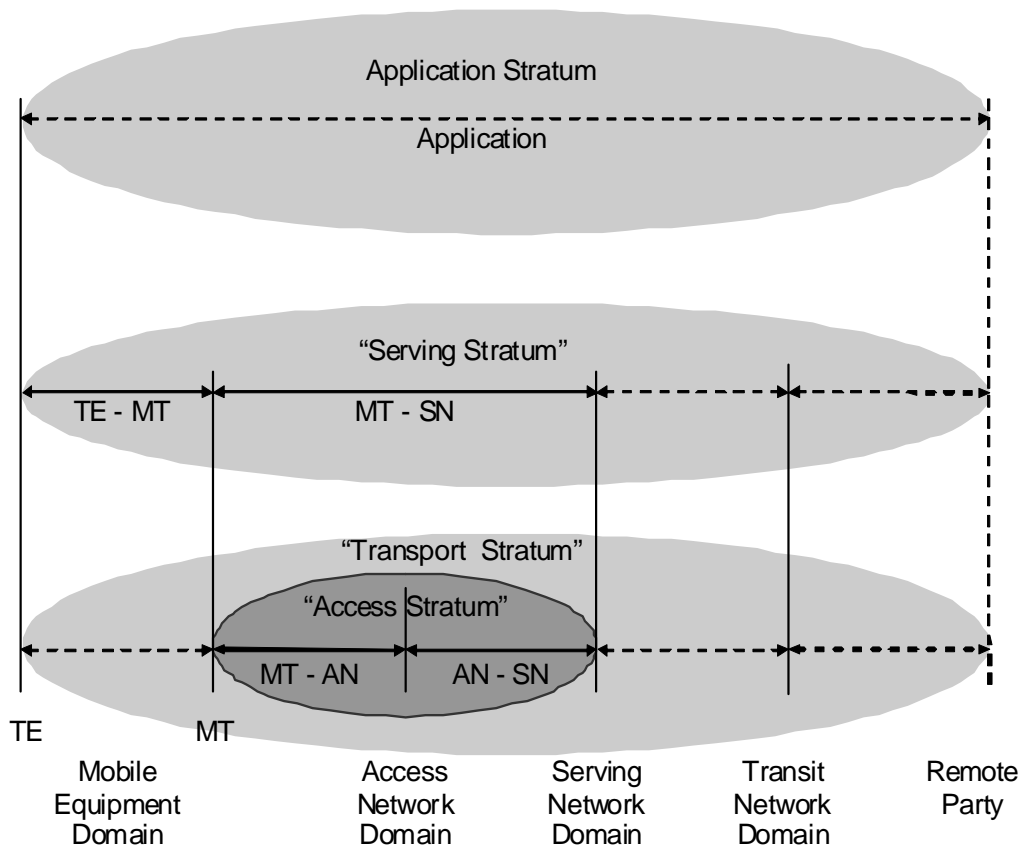 Application Stratum
Application
“Serving Stratum”
TE - MT
MT - SN
“Transport Stratum”
“Access Stratum”
MT - AN
AN - SN
TE
MT
Mobile
Equipment
Domain
Access
Network
Domain
Serving
Network
Domain
Transit
Network
Domain
Remote
Party